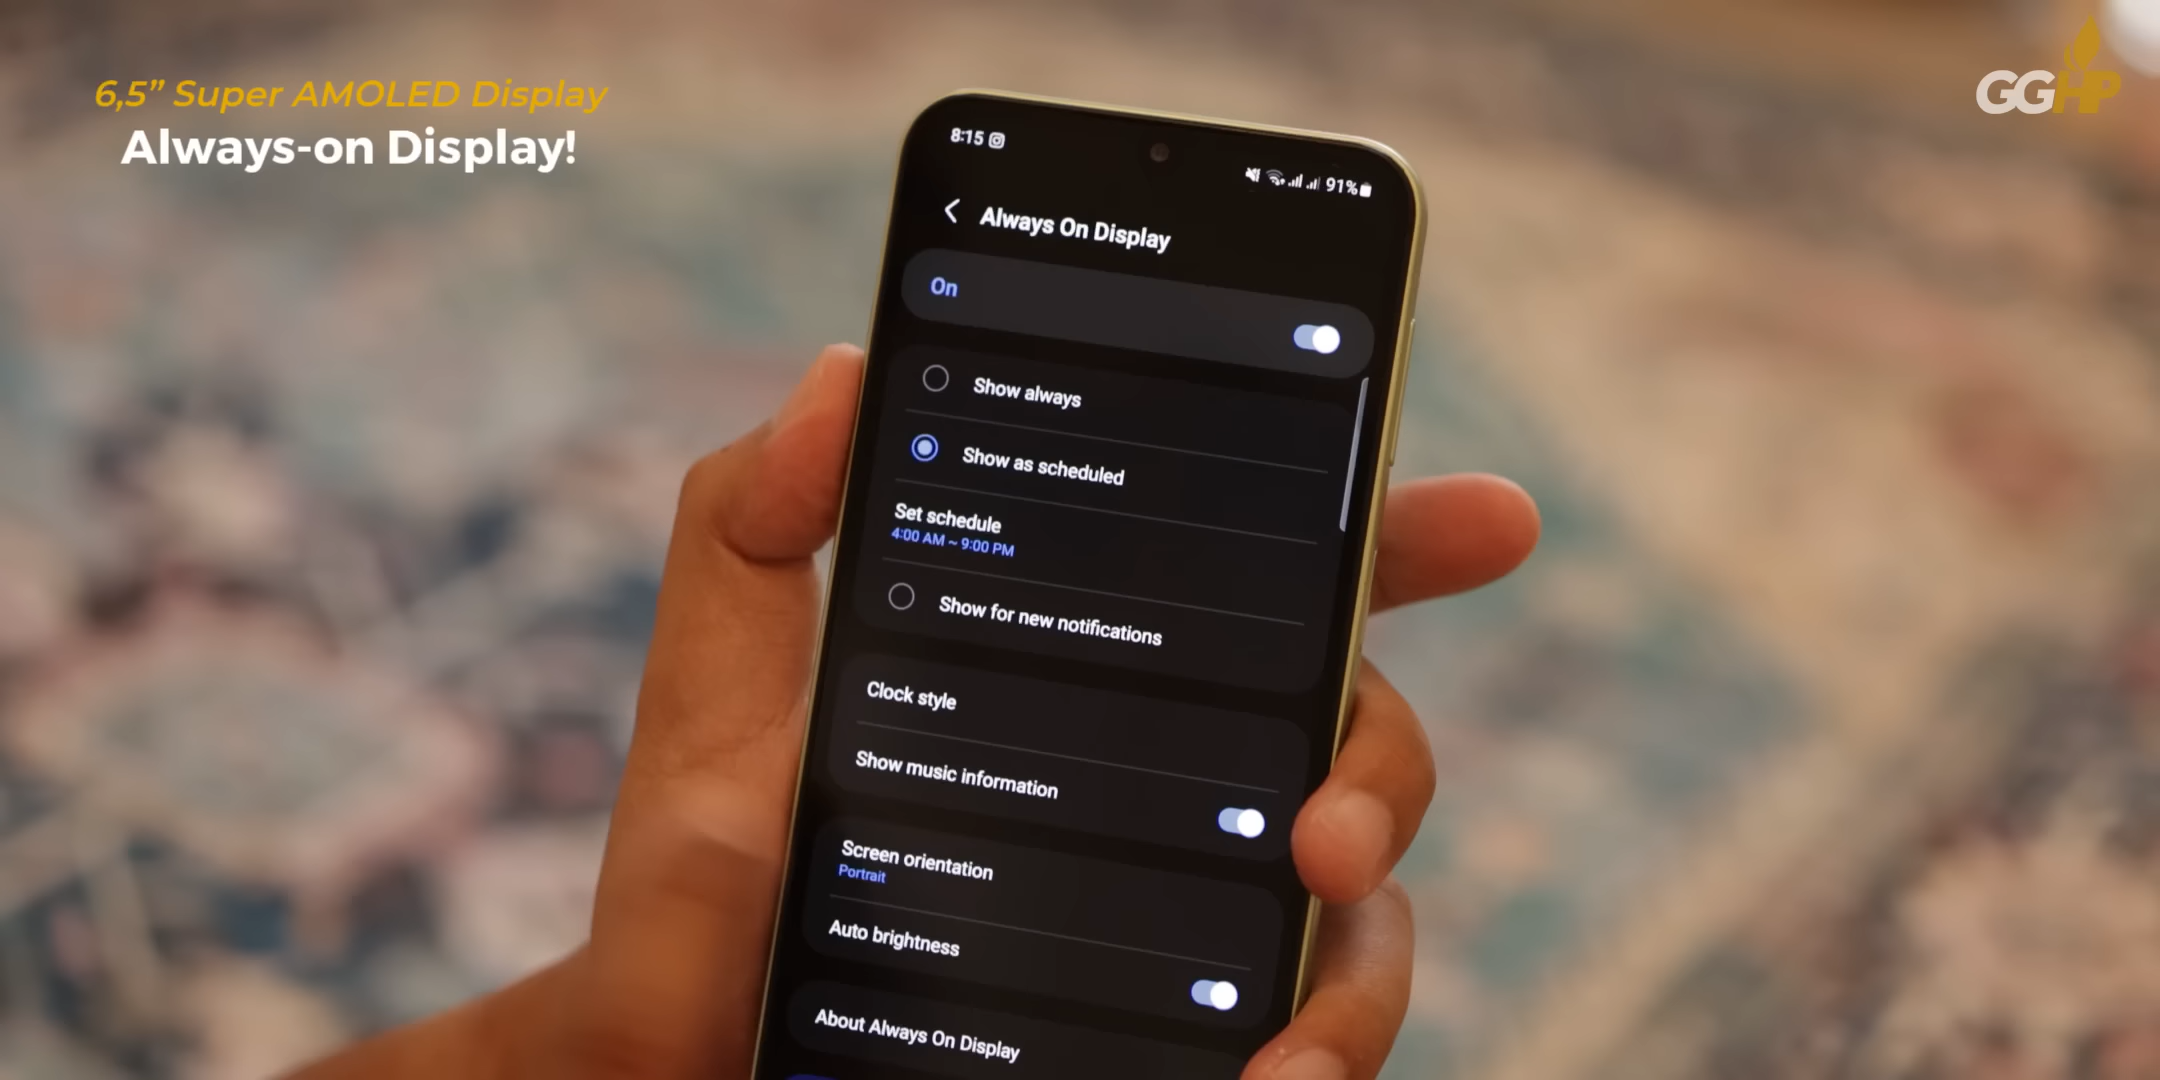 6,5” Super AMOLED Display
Always-on Display!
GGHP
8:15
91%
Always On Display
On
Show always
Show as scheduled
Set schedule
4:00 AM ~ 9:00 PM
Show for new notifications
Clock style
Show music information
Screen orientation
Portrait
Auto brightness
About Always On Display